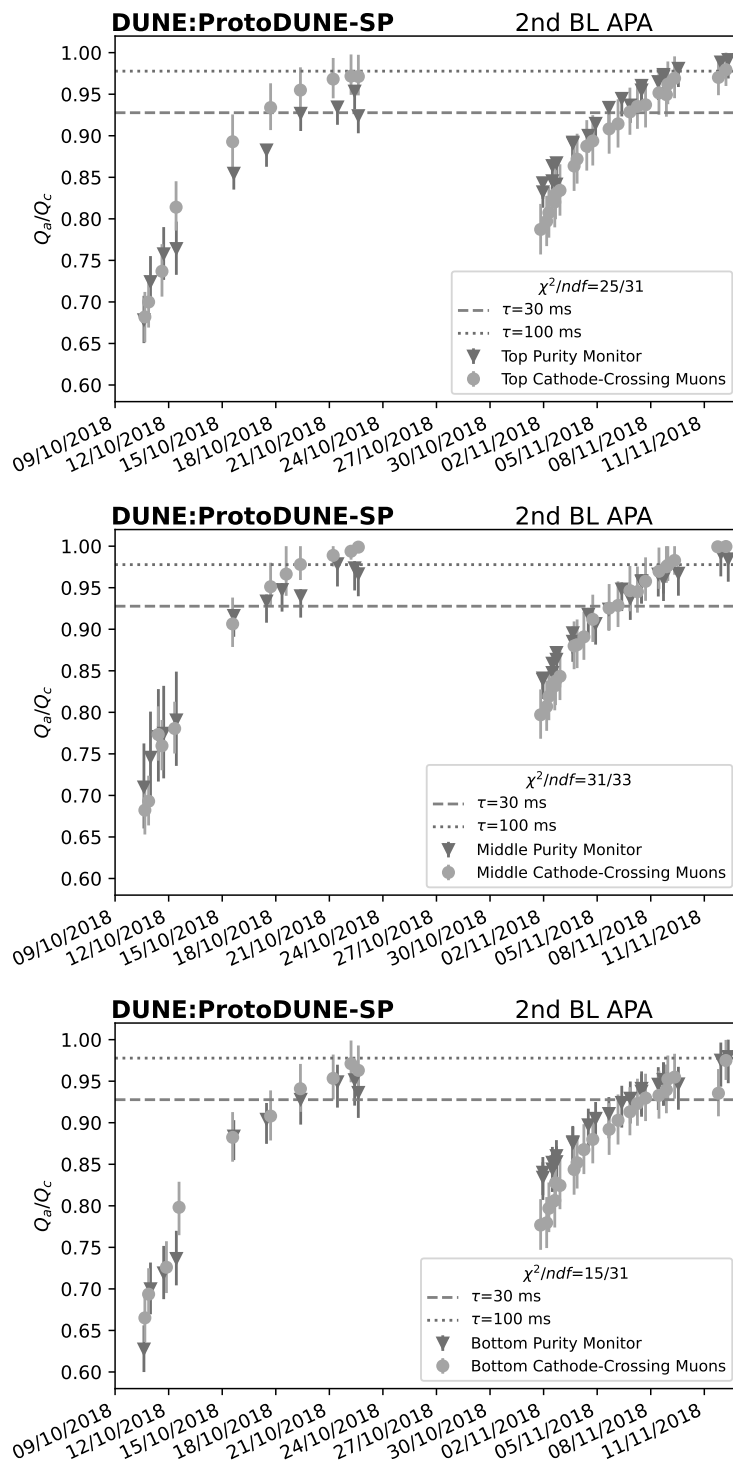 DUNE:ProtoDUNE-SP 2nd BL APA
1.00
0.95
0.90
0.85
0.80
0.75
0.70
0.65
0.60
Qa/Qc
χ²/ndf=25/31
τ=30 ms
τ=100 ms
Top Purity Monitor
Top Cathode-Crossing Muons
09/10/2018 12/10/2018 15/10/2018 18/10/2018 21/10/2018 24/10/2018 27/10/2018 30/10/2018 02/11/2018 05/11/2018 08/11/2018 11/11/2018
DUNE:ProtoDUNE-SP 2nd BL APA
1.00
0.95
0.90
0.85
0.80
0.75
0.70
0.65
0.60
Qa/Qc
χ²/ndf=31/33
τ=30 ms
τ=100 ms
Middle Purity Monitor
Middle Cathode-Crossing Muons
09/10/2018 12/10/2018 15/10/2018 18/10/2018 21/10/2018 24/10/2018 27/10/2018 30/10/2018 02/11/2018 05/11/2018 08/11/2018 11/11/2018
DUNE:ProtoDUNE-SP 2nd BL APA
1.00
0.95
0.90
0.85
0.80
0.75
0.70
0.65
0.60
Qa/Qc
χ²/ndf=15/31
τ=30 ms
τ=100 ms
Bottom Purity Monitor
Bottom Cathode-Crossing Muons
09/10/2018 12/10/2018 15/10/2018 18/10/2018 21/10/2018 24/10/2018 27/10/2018 30/10/2018 02/11/2018 05/11/2018 08/11/2018 11/11/2018